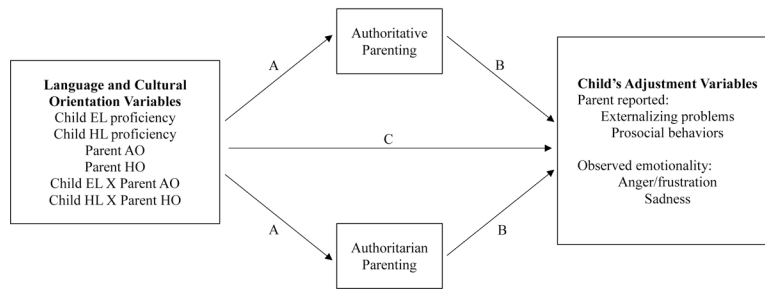 Authoritative
Parenting
A
B
Language and Cultural
Orientation Variables
Child EL proficiency
Child HL proficiency
Parent AO
Parent HO
Child EL X Parent AO
Child HL X Parent HO
C
Child's Adjustment Variables
Parent reported:
Externalizing problems
Prosocial behaviors
Observed emotionality:
Anger/frustration
Sadness
A
B
Authoritarian
Parenting